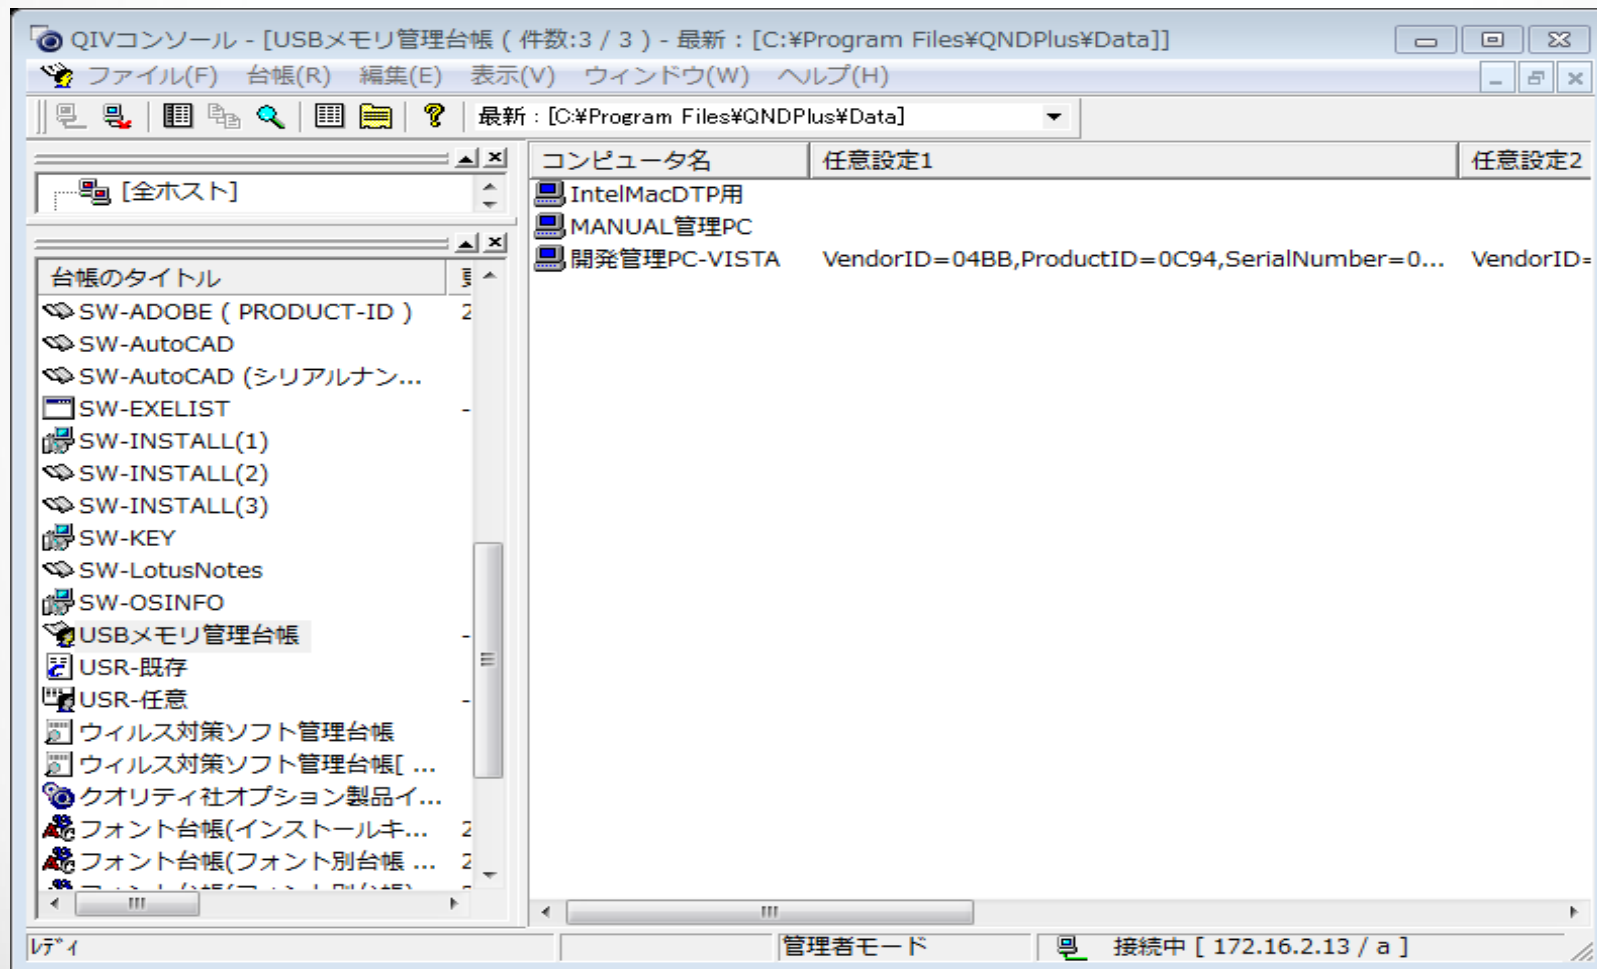 QIVコンソール - [USBメモリ管理台帳 ( 件数:3 / 3 ) - 最新 : [C:¥Program Files¥QNDPlus¥Data]]
ファイル(F) 台帳(R) 編集(E) 表示(V) ウィンドウ(W) ヘルプ(H)
最新 : [C:¥Program Files¥QNDPlus¥Data]
[全ホスト]
台帳のタイトル
SW-ADOBE ( PRODUCT-ID ) 2
SW-AutoCAD
SW-AutoCAD (シリアルナン...
SW-EXELIST -
SW-INSTALL(1)
SW-INSTALL(2)
SW-INSTALL(3)
SW-KEY
SW-LotusNotes
SW-OSINFO
USBメモリ管理台帳 -
USR-既存
USR-任意 -
ウィルス対策ソフト管理台帳
ウィルス対策ソフト管理台帳[ ...
クオリティ社オプション製品イ...
フォント台帳(インストールキ... 2
フォント台帳(フォント別台帳 ... 2
コンピュータ名 任意設定1 任意設定2
IntelMacDTP用
MANUAL管理PC
開発管理PC-VISTA VendorID=04BB,ProductID=0C94,SerialNumber=0... VendorID=
ﾚﾃﾞｨ 管理者モード 接続中 [ 172.16.2.13 / a ]